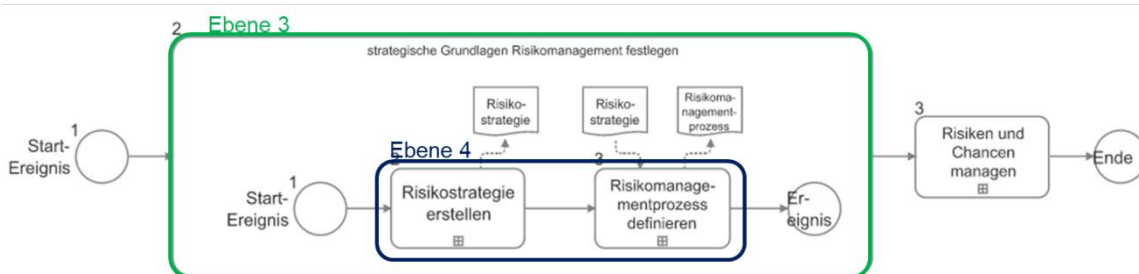 2
Ebene 3
strategische Grundlagen Risikomanagement festlegen
1
Start-
Ereignis
Risiko-
strategie
Risiko-
strategie
Risikoma-
nagement-
prozess
3
Risiken und
Chancen
managen
Ende
Ebene 4
1
Start-
Ereignis
2
Risikostrategie
erstellen
3
Risikomanage-
mentprozess
definieren
Er-
eignis